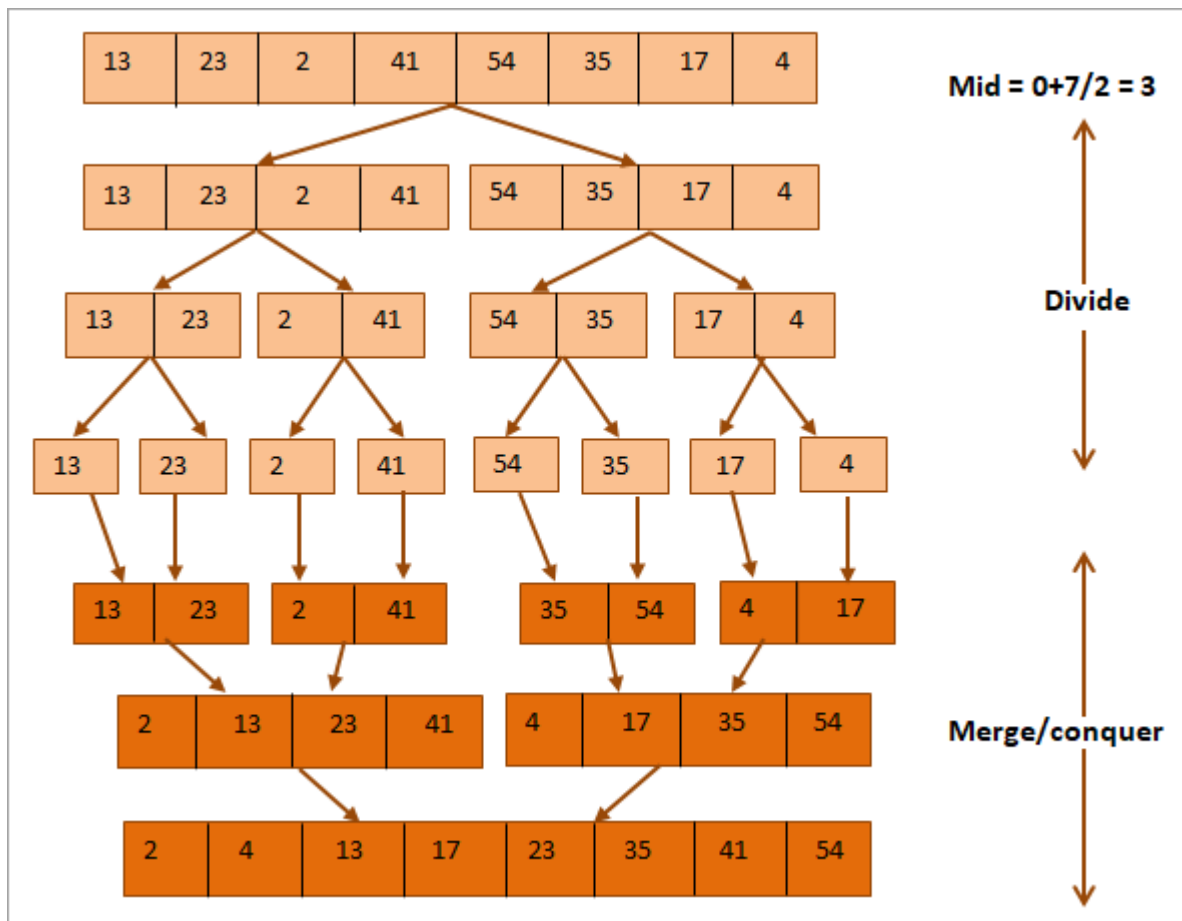 13 23 2 41 54 35 17 4
Mid = 0+7/2 = 3
13 23 2 41 54 35 17 4
13 23 2 41 54 35 17 4
Divide
13 23 2 41 54 35 17 4
13 23 2 41 35 54 4 17
2 13 23 41 4 17 35 54
Merge/conquer
2 4 13 17 23 35 41 54